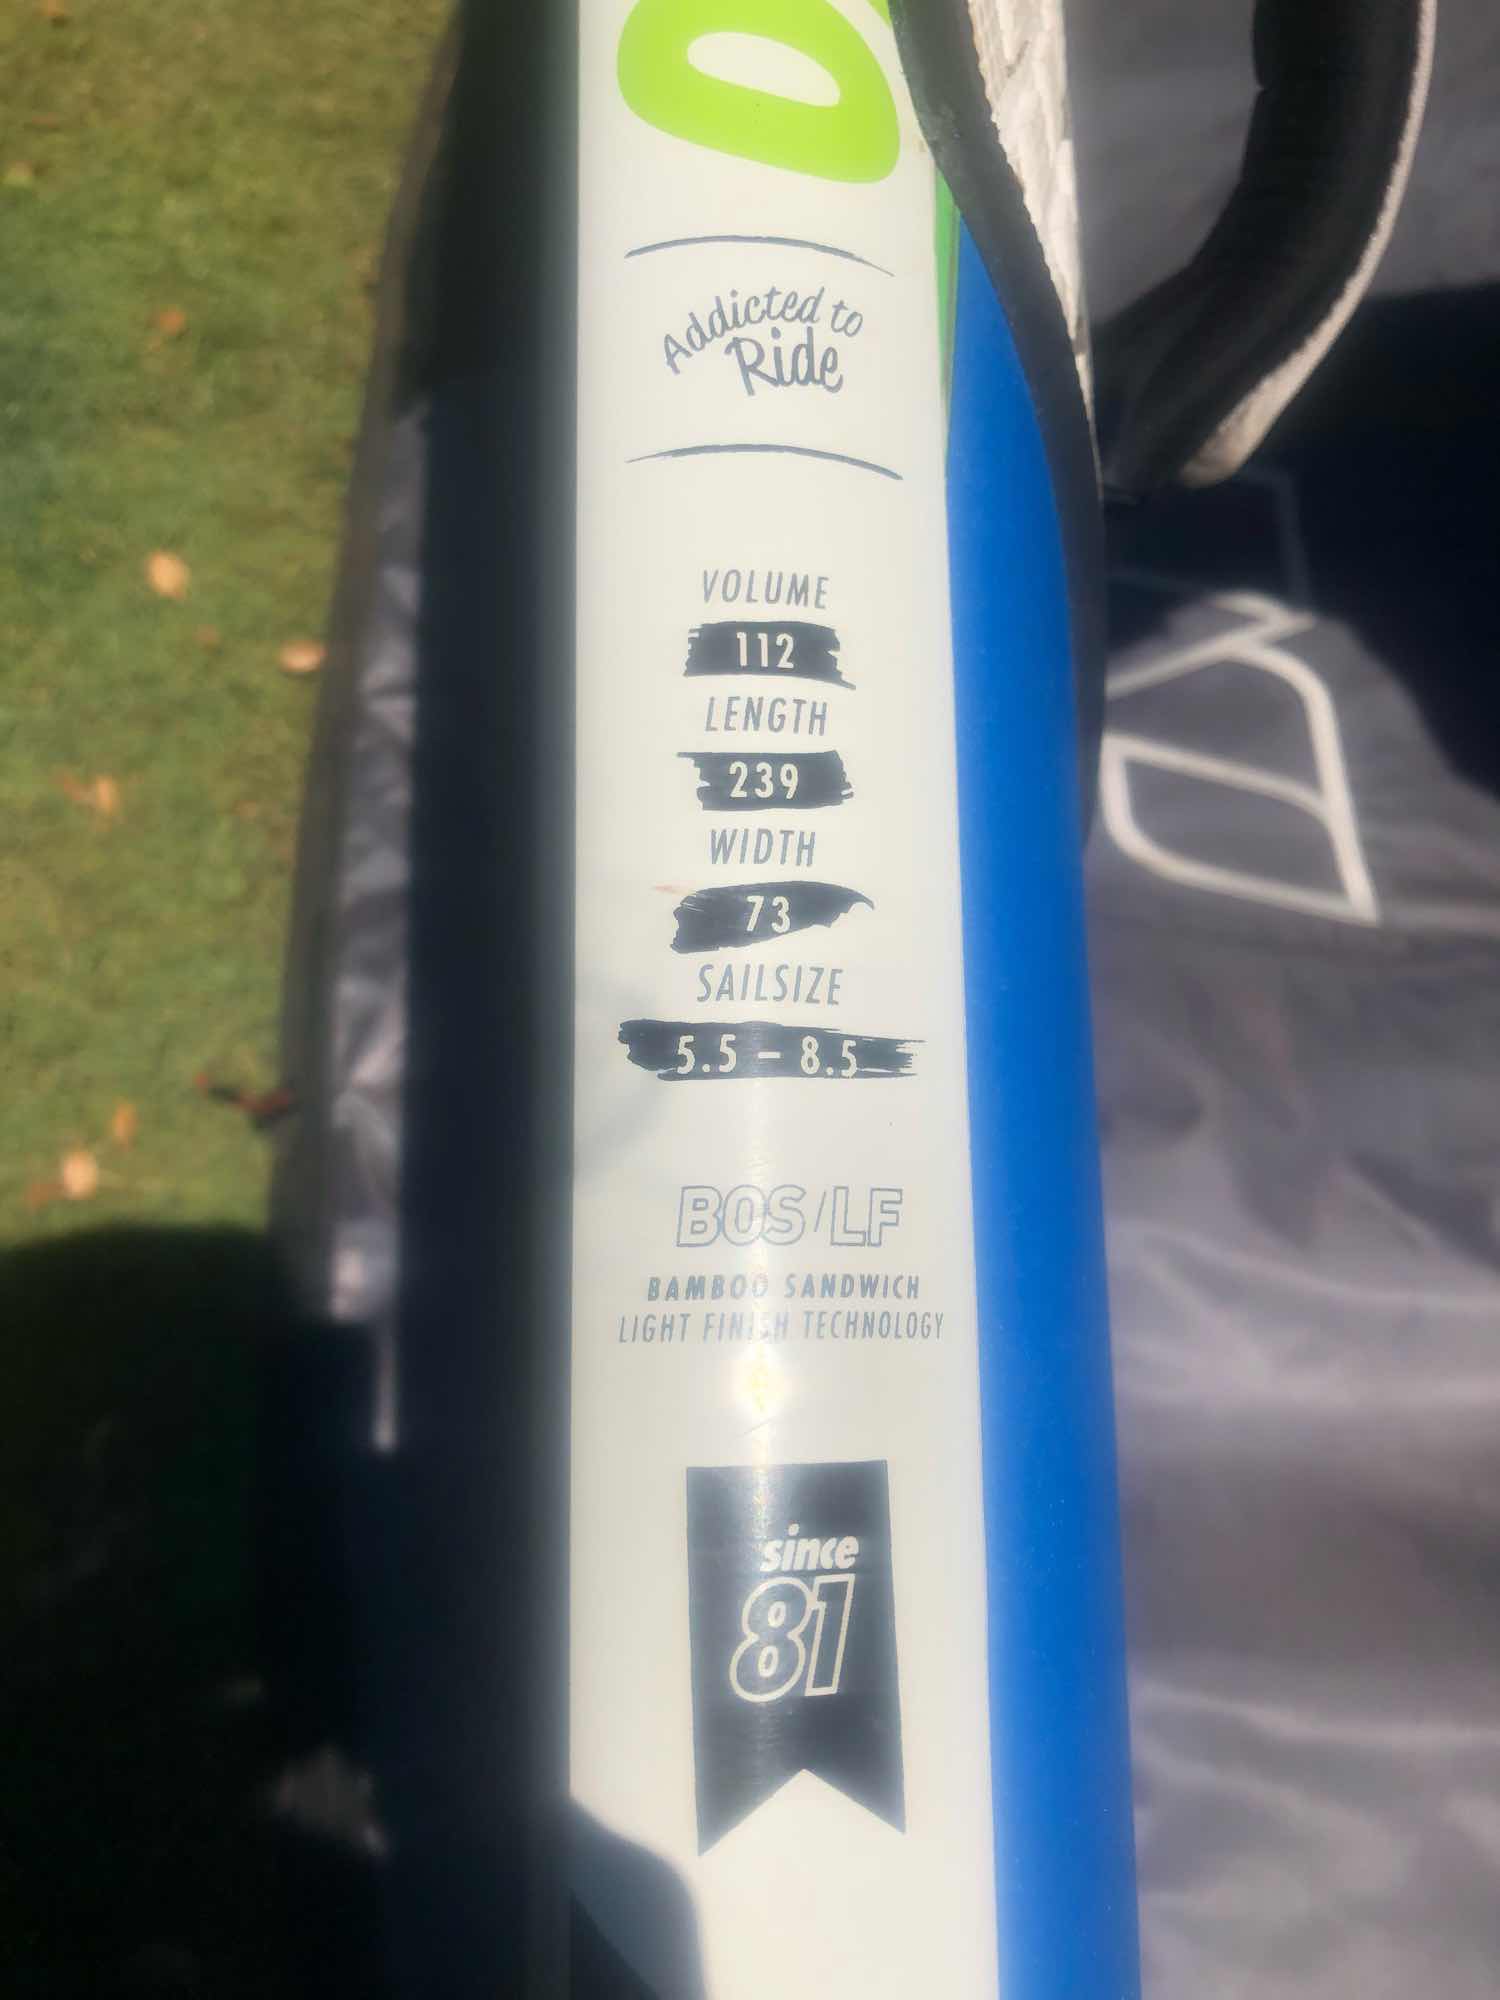 Addicted to
Ride
VOLUME
112
LENGTH
239
WIDTH
73
SAILSIZE
5.5 – 8.5
BOS/LF
BAMBOO SANDWICH
LIGHT FINISH TECHNOLOGY
since
81